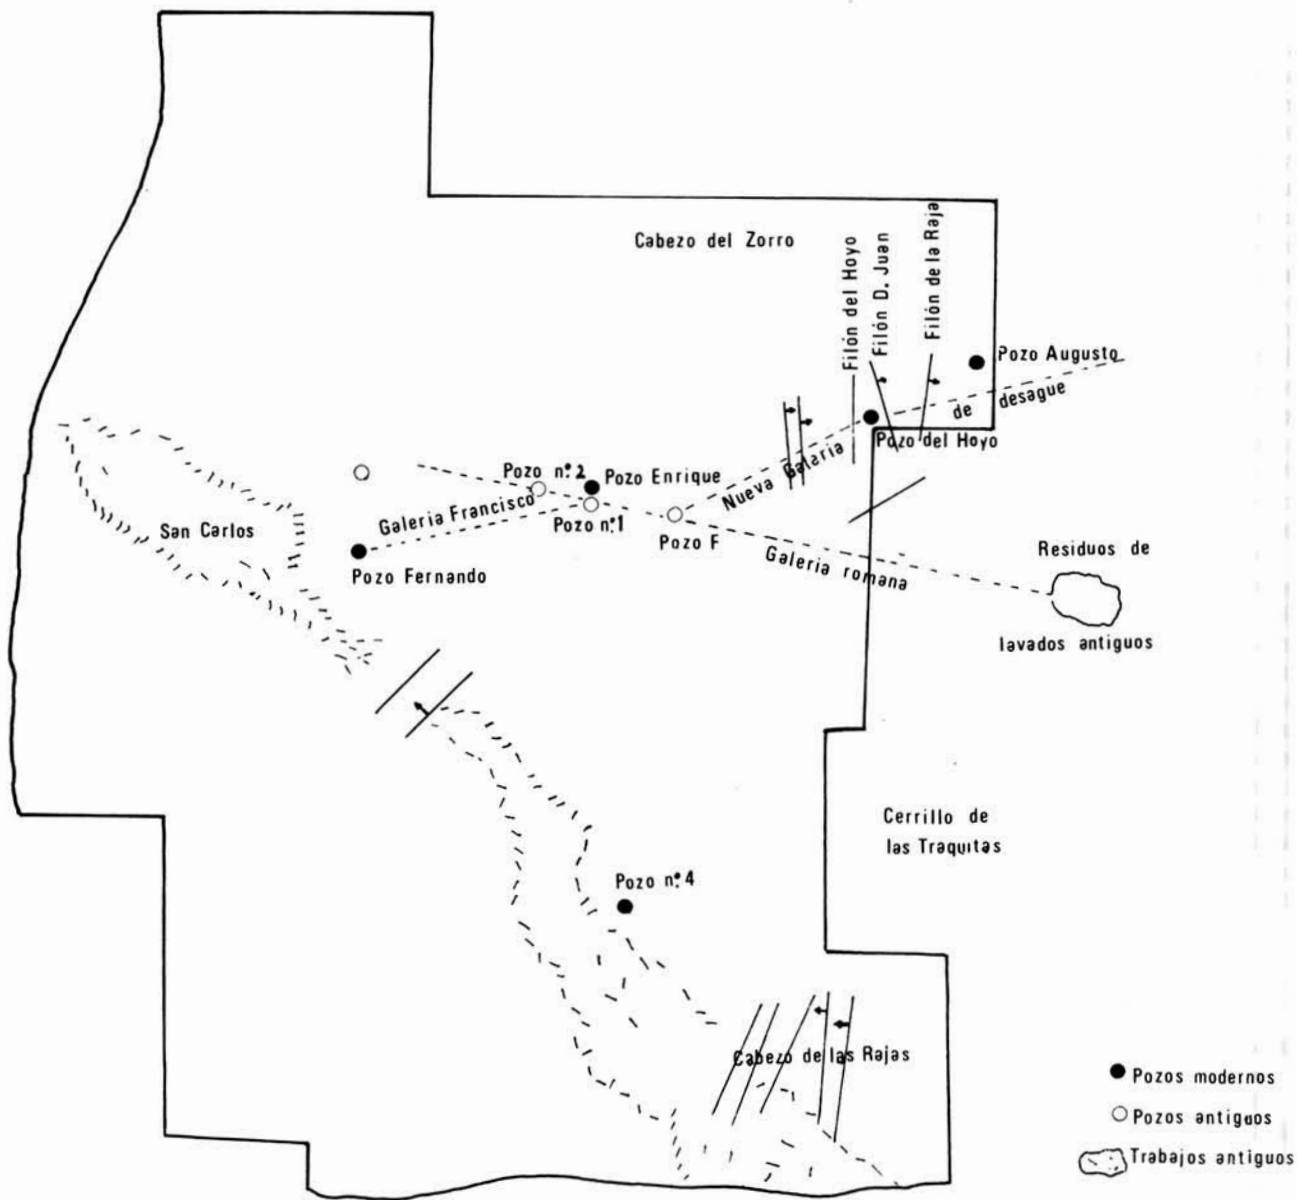 Cabezo del Zorro
Filón del Hoyo
Filón D. Juan
Filón de la Raja
Pozo Augusto
de desague
Pozo del Hoyo
Nueva Galeria
Pozo n.º 2
Pozo Enrique
Galeria Francisco
Pozo n.º 1
Pozo F
Galeria romana
San Carlos
Pozo Fernando
Residuos de
lavados antiguos
Cerrillo de
las Traquitas
Pozo n.º 4
Cabezo de las Rajas
Pozos modernos
Pozos antiguos
Trabajos antiguos